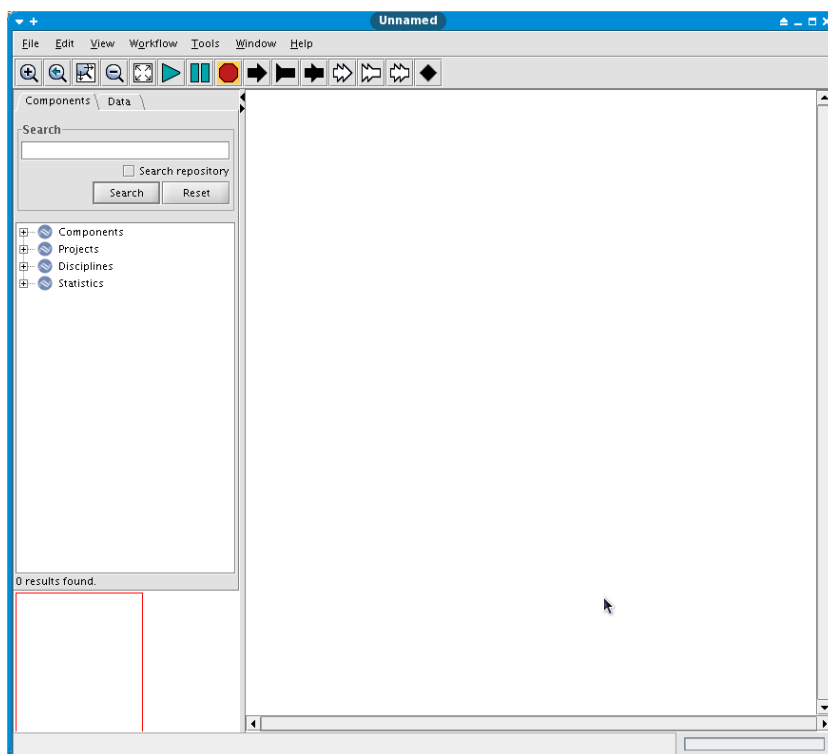 Unnamed
File Edit View Workflow Tools Window Help
Components Data
Search
Search repository
Search Reset
Components
Projects
Disciplines
Statistics
0 results found.